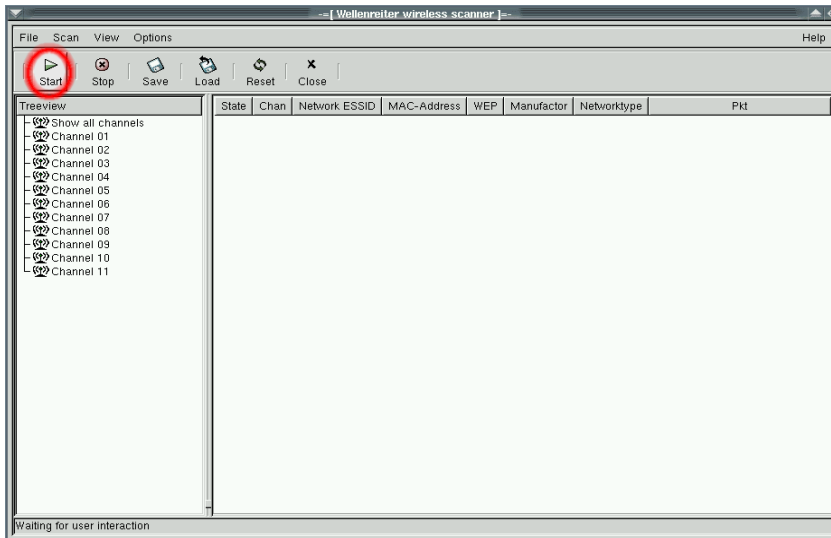 -=[ Wellenreiter wireless scanner ]=-
File Scan View Options Help
Start Stop Save Load Reset Close
Treeview State Chan Network ESSID MAC-Address WEP Manufactor Networktype Pkt
Show all channels
Channel 01
Channel 02
Channel 03
Channel 04
Channel 05
Channel 06
Channel 07
Channel 08
Channel 09
Channel 10
Channel 11
Waiting for user interaction